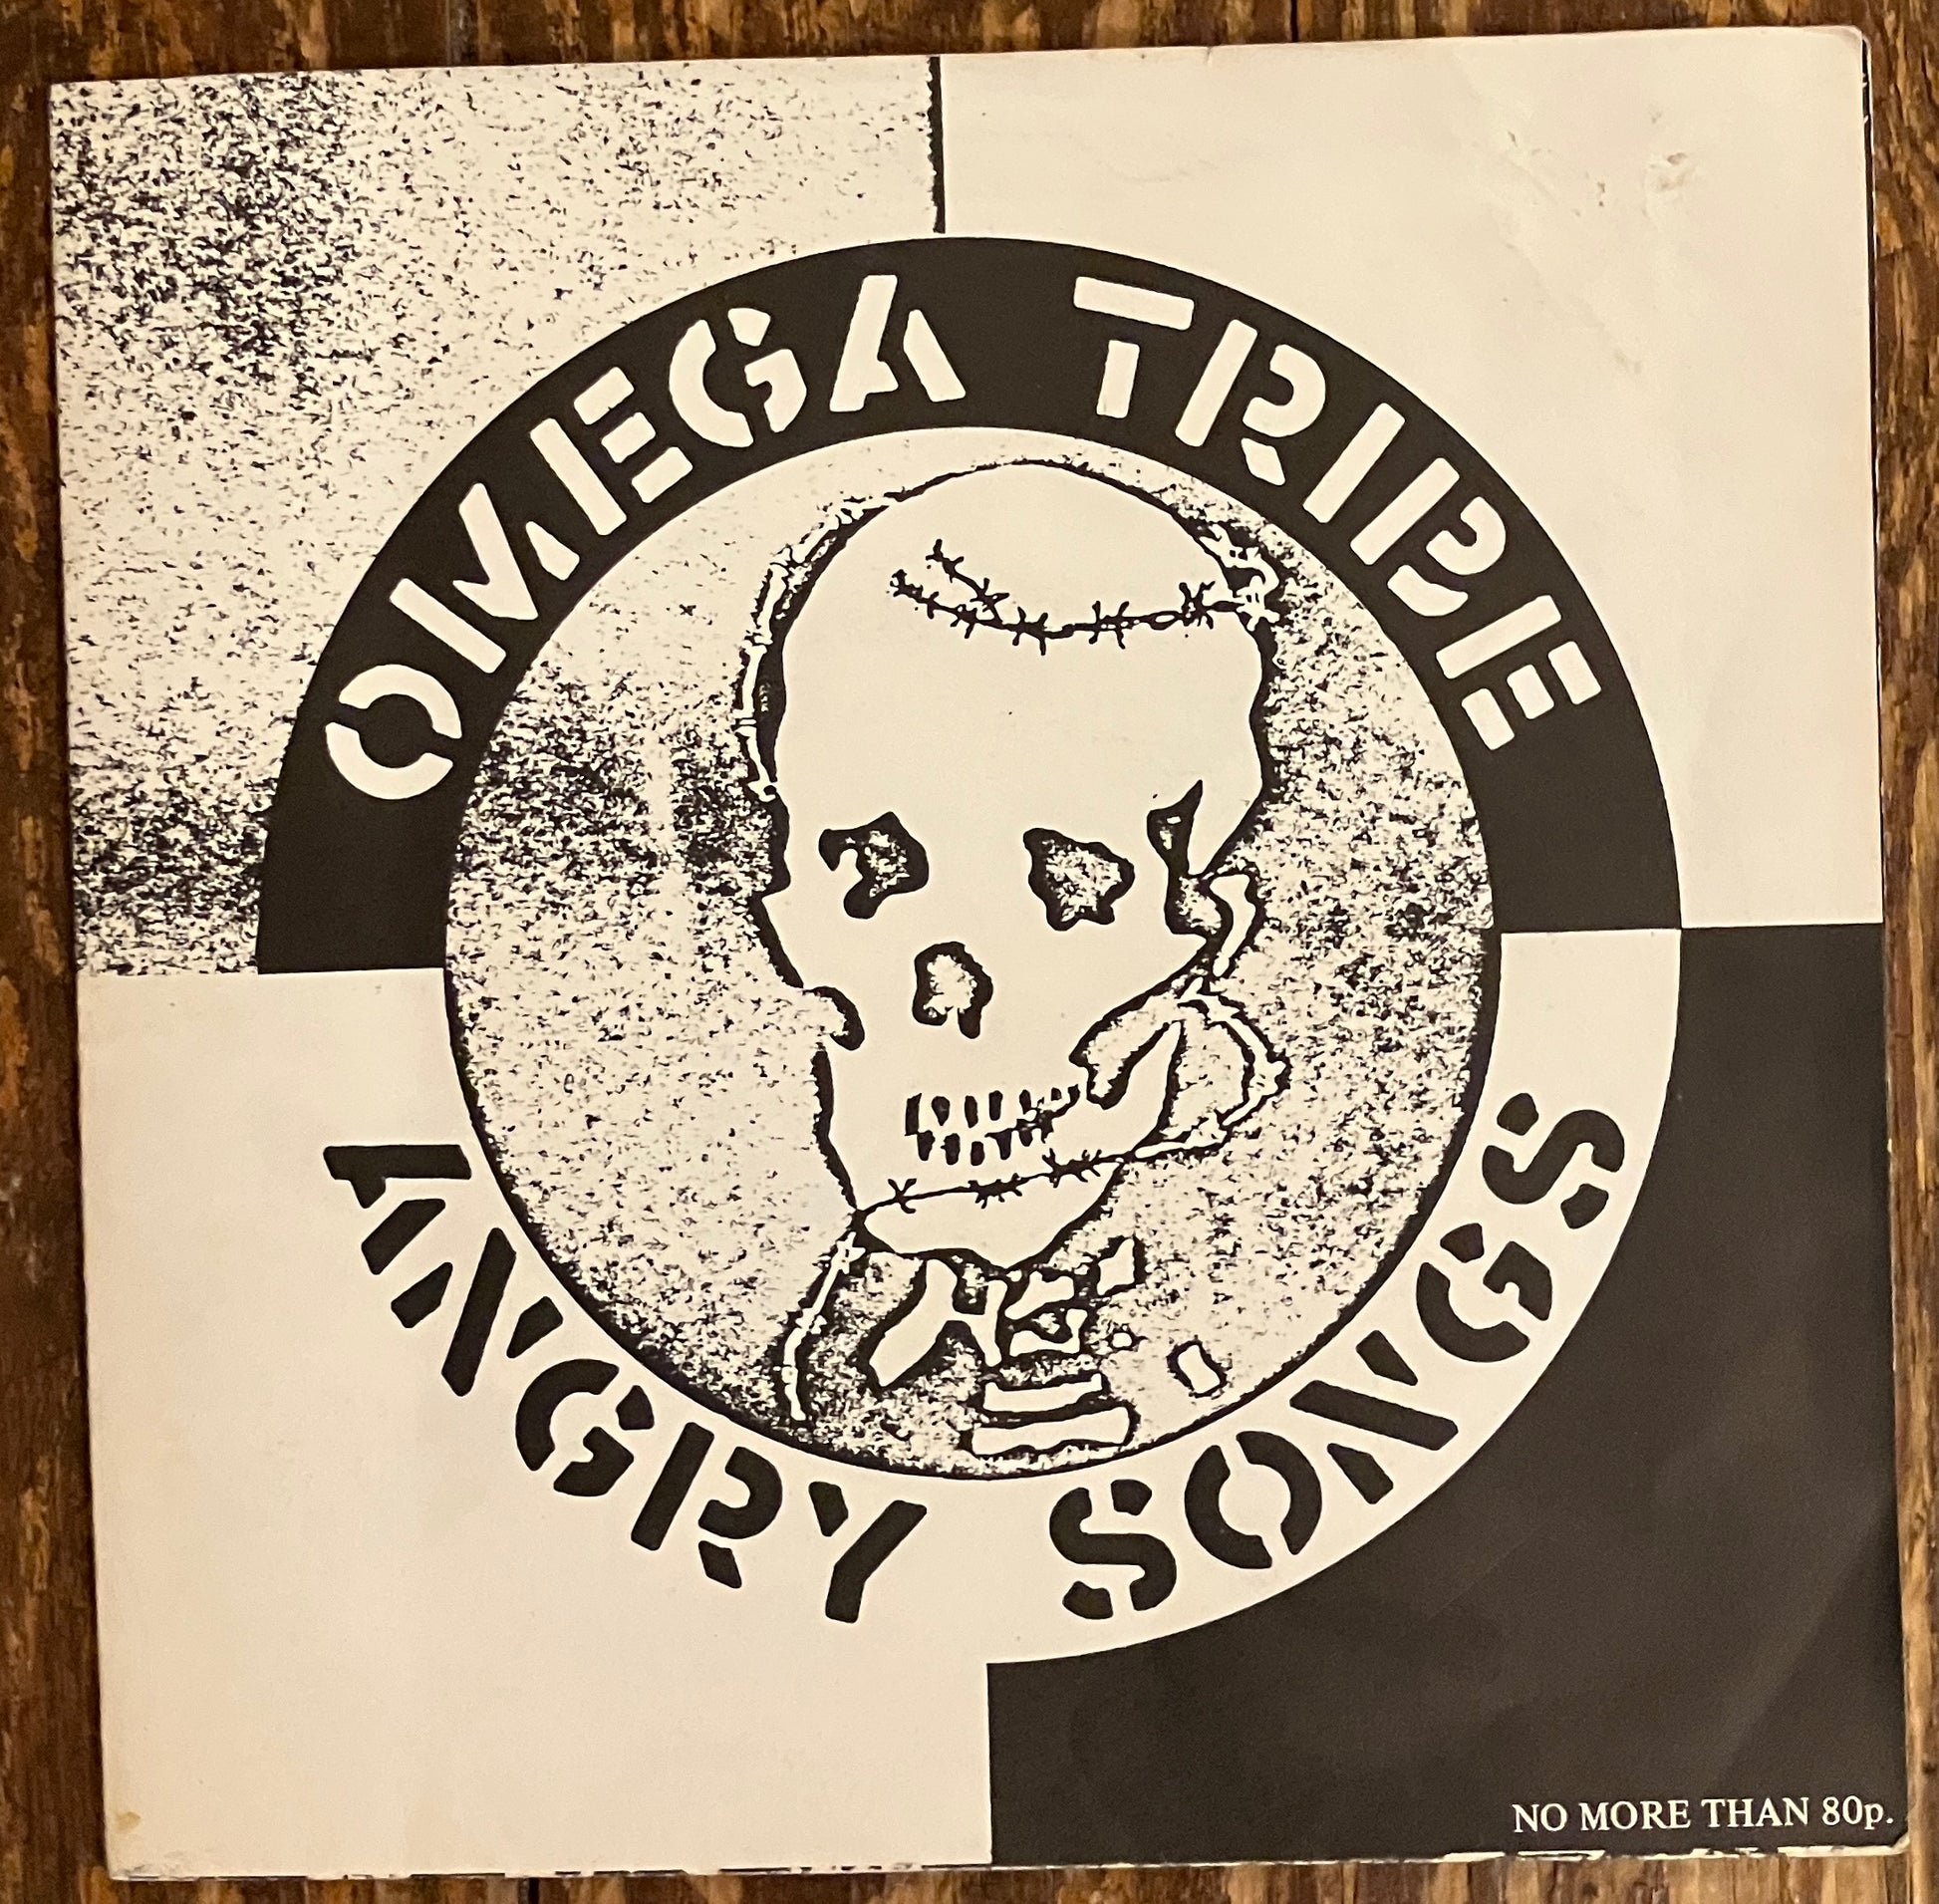 OMEGA TRIBE
ANGRY SONGS
NO MORE THAN 80p.